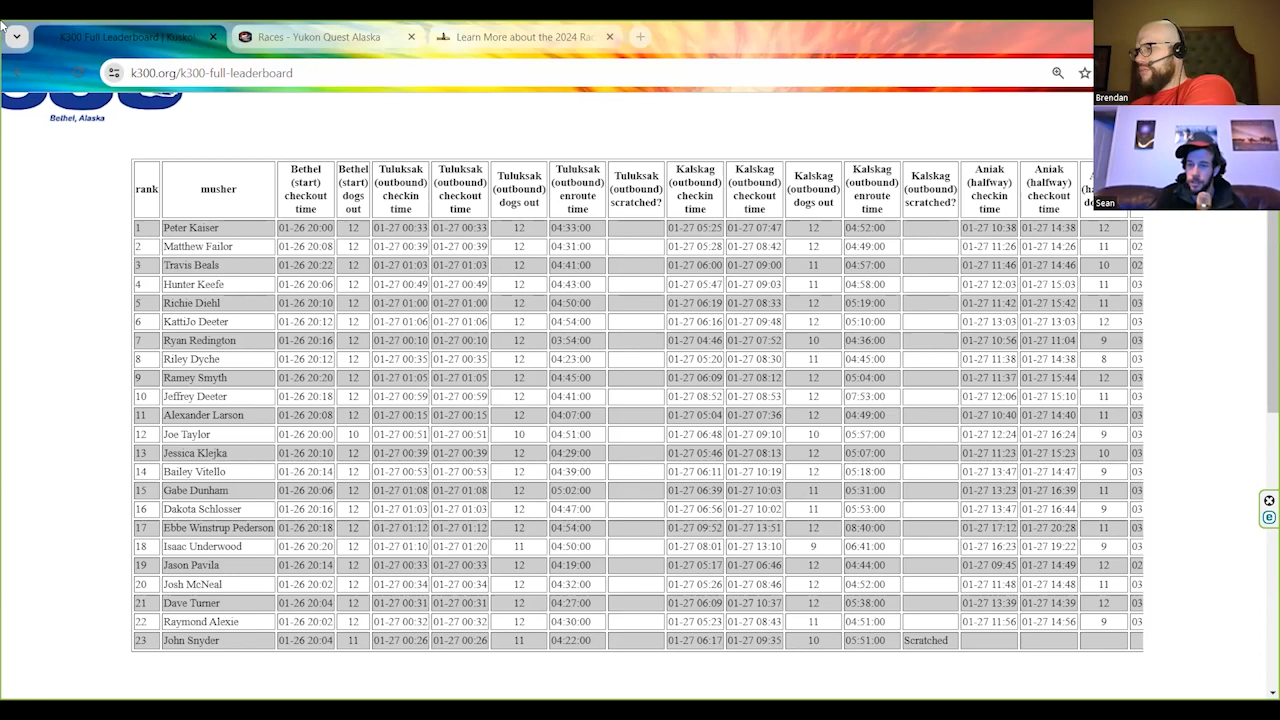 K300 Full Leaderboard | Kuskok
Races - Yukon Quest Alaska
Learn More about the 2024 Rac
k300.org/k300-full-leaderboard
Brendan
Sean
Bethel, Alaska
rank musher Bethel (start) checkout time Bethel (start) dogs out Tuluksak (outbound) checkin time Tuluksak (outbound) checkout time Tuluksak (outbound) dogs out Tuluksak (outbound) enroute time Tuluksak (outbound) scratched? Kalskag (outbound) checkin time Kalskag (outbound) checkout time Kalskag (outbound) dogs out Kalskag (outbound) enroute time Kalskag (outbound) scratched? Aniak (halfway) checkin time Aniak (halfway) checkout time
1 Peter Kaiser 01-26 20:00 12 01-27 00:33 01-27 00:33 12 04:33:00 01-27 05:25 01-27 07:47 12 04:52:00 01-27 10:38 01-27 14:38 12 02
2 Matthew Failor 01-26 20:08 12 01-27 00:39 01-27 00:39 12 04:31:00 01-27 05:28 01-27 08:42 12 04:49:00 01-27 11:26 01-27 14:26 11 02
3 Travis Beals 01-26 20:22 12 01-27 01:03 01-27 01:03 12 04:41:00 01-27 06:00 01-27 09:00 11 04:57:00 01-27 11:46 01-27 14:46 10 02
4 Hunter Keefe 01-26 20:06 12 01-27 00:49 01-27 00:49 12 04:43:00 01-27 05:47 01-27 09:03 11 04:58:00 01-27 12:03 01-27 15:03 11 03
5 Richie Diehl 01-26 20:10 12 01-27 01:00 01-27 01:00 12 04:50:00 01-27 06:19 01-27 08:33 12 05:19:00 01-27 11:42 01-27 15:42 11 03
6 KattiJo Deeter 01-26 20:12 12 01-27 01:06 01-27 01:06 12 04:54:00 01-27 06:16 01-27 09:48 12 05:10:00 01-27 13:03 01-27 13:03 12 03
7 Ryan Redington 01-26 20:16 12 01-27 00:10 01-27 00:10 12 03:54:00 01-27 04:46 01-27 07:52 10 04:36:00 01-27 10:56 01-27 11:04 9 03
8 Riley Dyche 01-26 20:12 12 01-27 00:35 01-27 00:35 12 04:23:00 01-27 05:20 01-27 08:30 11 04:45:00 01-27 11:38 01-27 14:38 8 03
9 Ramey Smyth 01-26 20:20 12 01-27 01:05 01-27 01:05 12 04:45:00 01-27 06:09 01-27 08:12 12 05:04:00 01-27 11:37 01-27 15:44 12 03
10 Jeffrey Deeter 01-26 20:18 12 01-27 00:59 01-27 00:59 12 04:41:00 01-27 08:52 01-27 08:53 12 07:53:00 01-27 12:06 01-27 15:10 11 03
11 Alexander Larson 01-26 20:08 12 01-27 00:15 01-27 00:15 12 04:07:00 01-27 05:04 01-27 07:36 12 04:49:00 01-27 10:40 01-27 14:40 11 03
12 Joe Taylor 01-26 20:00 10 01-27 00:51 01-27 00:51 10 04:51:00 01-27 06:48 01-27 09:10 10 05:57:00 01-27 12:24 01-27 16:24 9 03
13 Jessica Klejka 01-26 20:10 12 01-27 00:39 01-27 00:39 12 04:29:00 01-27 05:46 01-27 08:13 12 05:07:00 01-27 11:23 01-27 15:23 10 03
14 Bailey Vitello 01-26 20:14 12 01-27 00:53 01-27 00:53 12 04:39:00 01-27 06:11 01-27 10:19 12 05:18:00 01-27 13:47 01-27 14:47 9 03
15 Gabe Dunham 01-26 20:06 12 01-27 01:08 01-27 01:08 12 05:02:00 01-27 06:39 01-27 10:03 11 05:31:00 01-27 13:23 01-27 16:39 11 03
16 Dakota Schlosser 01-26 20:16 12 01-27 01:03 01-27 01:03 12 04:47:00 01-27 06:56 01-27 10:02 11 05:53:00 01-27 13:47 01-27 16:44 9 03
17 Ebbe Winstrup Pederson 01-26 20:18 12 01-27 01:12 01-27 01:12 12 04:54:00 01-27 09:52 01-27 13:51 12 08:40:00 01-27 17:12 01-27 20:28 11 03
18 Isaac Underwood 01-26 20:20 12 01-27 01:10 01-27 01:20 11 04:50:00 01-27 08:01 01-27 13:10 9 06:41:00 01-27 16:23 01-27 19:22 9 03
19 Jason Pavila 01-26 20:14 12 01-27 00:33 01-27 00:33 12 04:19:00 01-27 05:17 01-27 06:46 12 04:44:00 01-27 09:45 01-27 14:49 12 02
20 Josh McNeal 01-26 20:02 12 01-27 00:34 01-27 00:34 12 04:32:00 01-27 05:26 01-27 08:46 12 04:52:00 01-27 11:48 01-27 14:48 11 03
21 Dave Turner 01-26 20:04 12 01-27 00:31 01-27 00:31 12 04:27:00 01-27 06:09 01-27 10:37 12 05:38:00 01-27 13:39 01-27 14:39 12 03
22 Raymond Alexie 01-26 20:02 12 01-27 00:32 01-27 00:32 12 04:30:00 01-27 05:23 01-27 08:43 11 04:51:00 01-27 11:56 01-27 14:56 9 03
23 John Snyder 01-26 20:04 11 01-27 00:26 01-27 00:26 11 04:22:00 01-27 06:17 01-27 09:35 10 05:51:00 Scratched